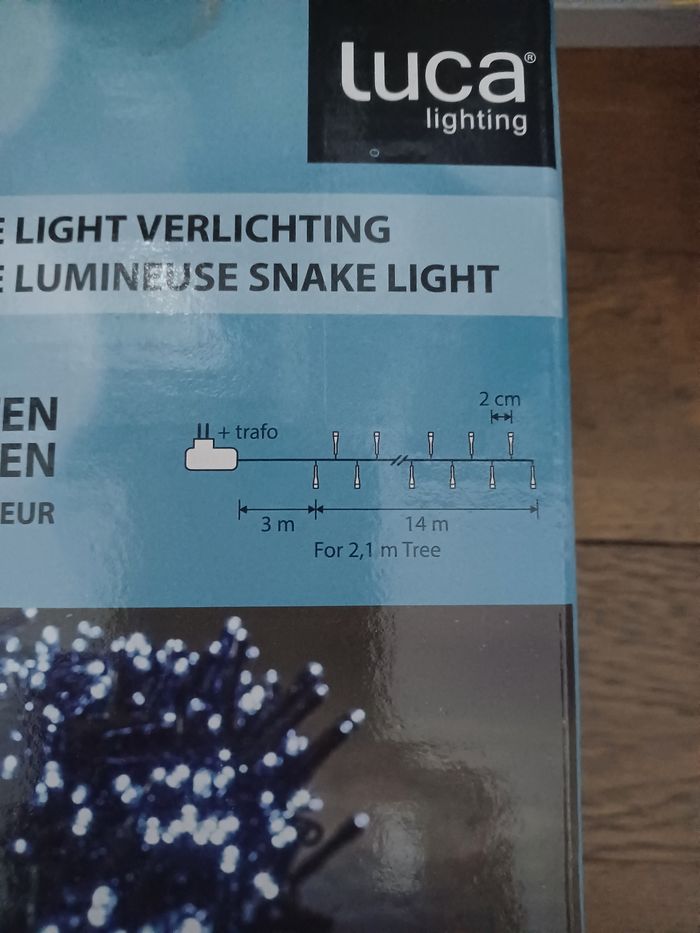 luca®
lighting
E LIGHT VERLICHTING
E LUMINEUSE SNAKE LIGHT
EN
EN
EUR
2 cm
+ trafo
3 m
14 m
For 2,1 m Tree